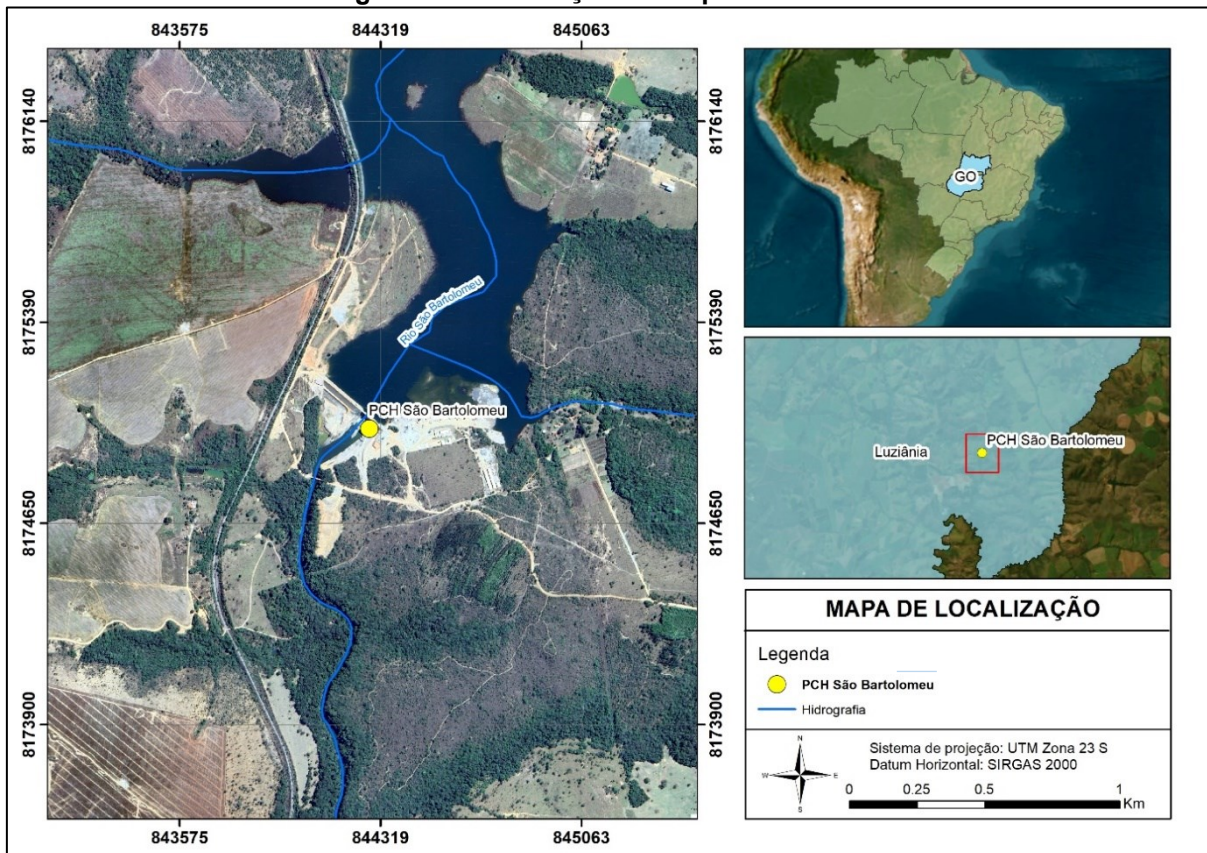 843575 844319 845063
8176140 8176140
8175390 8175390
8174650 8174650
8173900 8173900
843575 844319 845063
Rio São Bartolomeu
PCH São Bartolomeu
GO
Luziânia
PCH São Bartolomeu
MAPA DE LOCALIZAÇÃO
Legenda
PCH São Bartolomeu
Hidrografia
N
W E
S
Sistema de projeção: UTM Zona 23 S
Datum Horizontal: SIRGAS 2000
0 0.25 0.5 1
Km